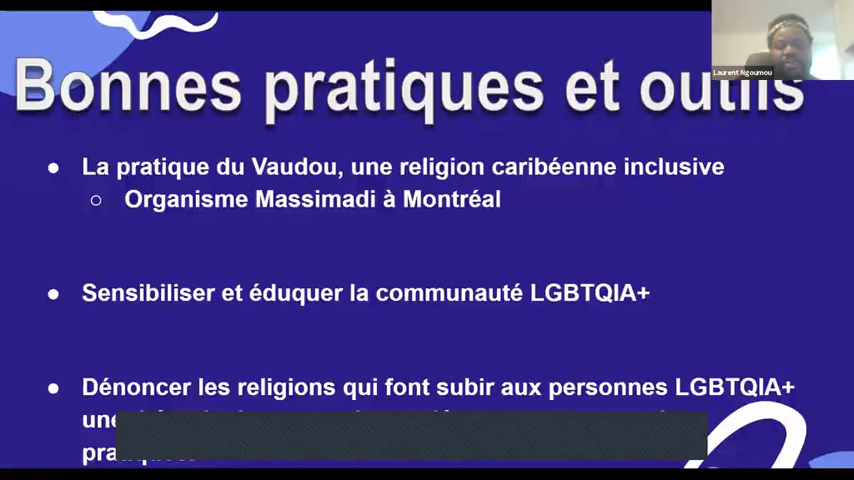 Laurent Ngoumou
Bonnes pratiques et outils
● La pratique du Vaudou, une religion caribéenne inclusive
○ Organisme Massimadi à Montréal
● Sensibiliser et éduquer la communauté LGBTQIA+
● Dénoncer les religions qui font subir aux personnes LGBTQIA+
une